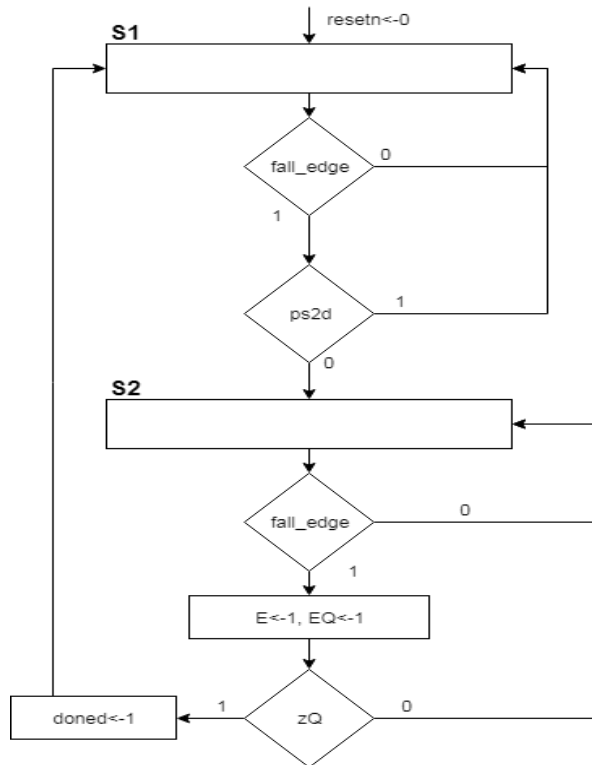 resetn<-0
S1
fall_edge
0
1
ps2d
1
0
S2
fall_edge
0
1
E<-1, EQ<-1
doned<-1
1
zQ
0